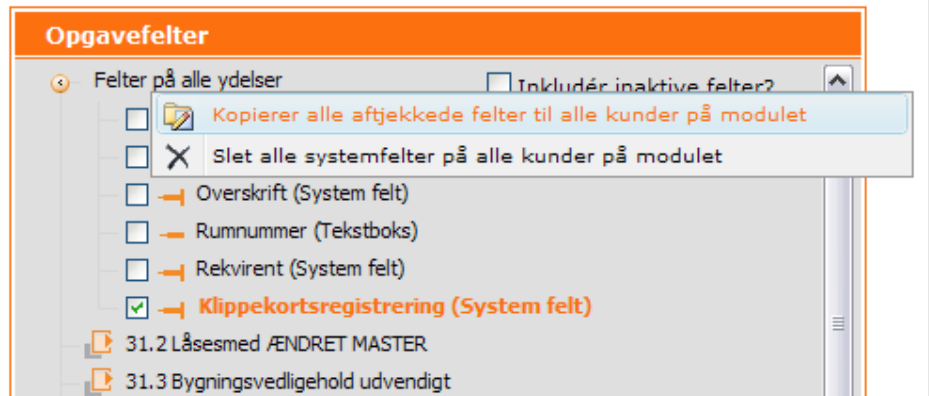 Opgavefelter
Felter på alle ydelser
Inkludér inaktive felter?
Kopierer alle aftjekkede felter til alle kunder på modulet
Slet alle systemfelter på alle kunder på modulet
Overskrift (System felt)
Rumnummer (Tekstboks)
Rekvirent (System felt)
Klippekortsregistrering (System felt)
31.2 Låsesmed ÆNDRET MASTER
31.3 Bygningsvedligehold udvendigt